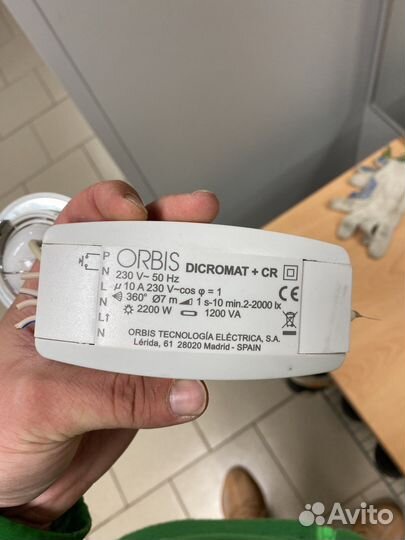 P
N
L
N
L↑
N
ORBIS DICROMAT + CR
230 V~ 50 Hz
µ10 A 230 V~cos φ = 1
360° Ø7 m 1 s-10 min. 2-2000 lx
2200 W 1200 VA
CE
ORBIS TECNOLOGÍA ELÉCTRICA, S.A.
Lérida, 61 28020 Madrid - SPAIN
Avito